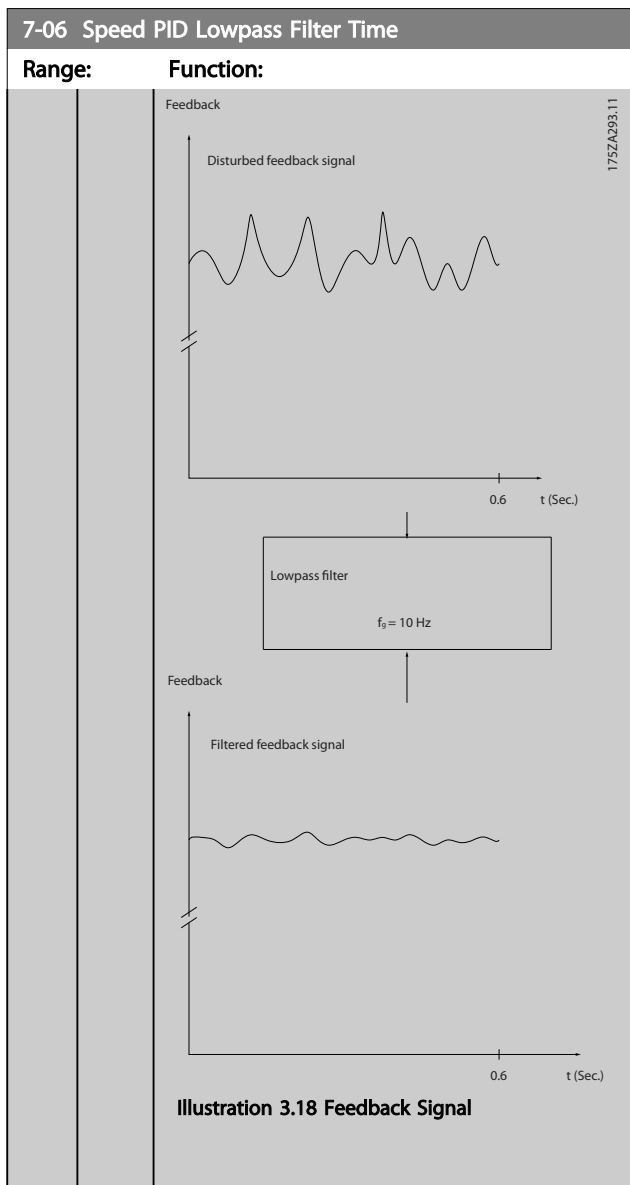 7-06 Speed PID Lowpass Filter Time
Range: Function:
175ZA293.11
Feedback
Disturbed feedback signal
0.6 t (Sec.)
Lowpass filter
fg = 10 Hz
Feedback
Filtered feedback signal
0.6 t (Sec.)
Illustration 3.18 Feedback Signal